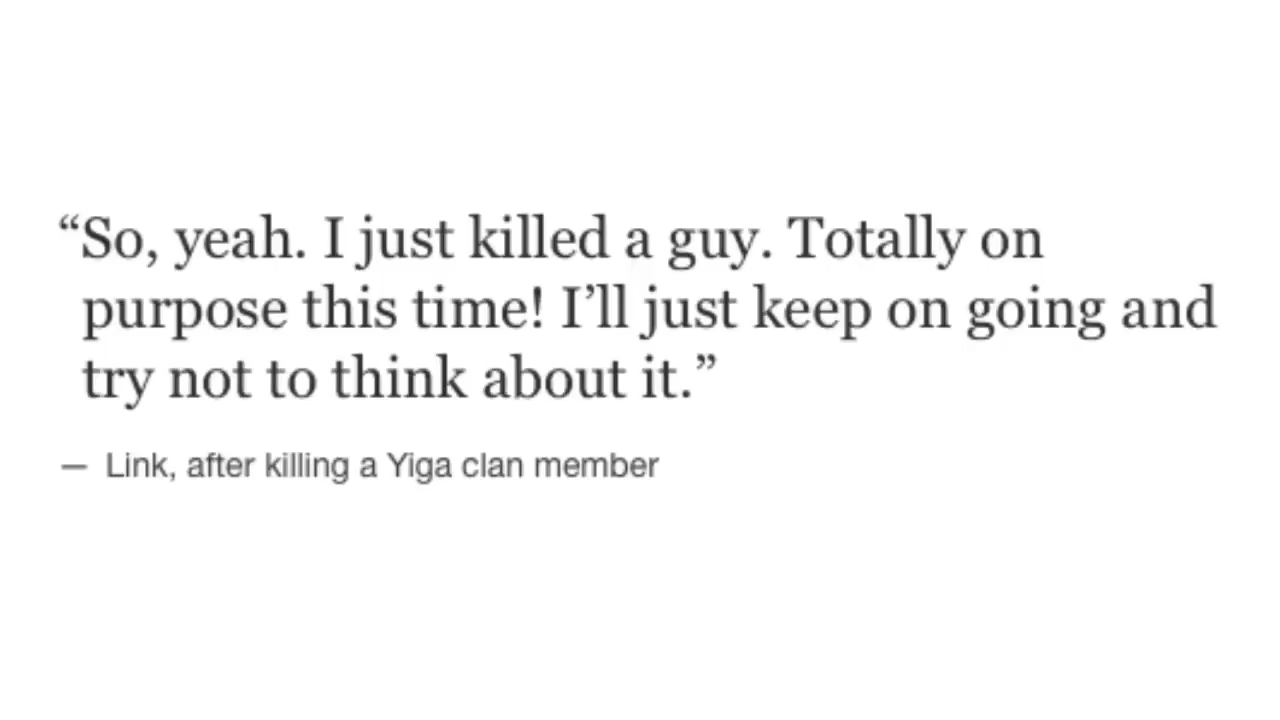 “So, yeah. I just killed a guy. Totally on
purpose this time! I’ll just keep on going and
try not to think about it.”
— Link, after killing a Yiga clan member